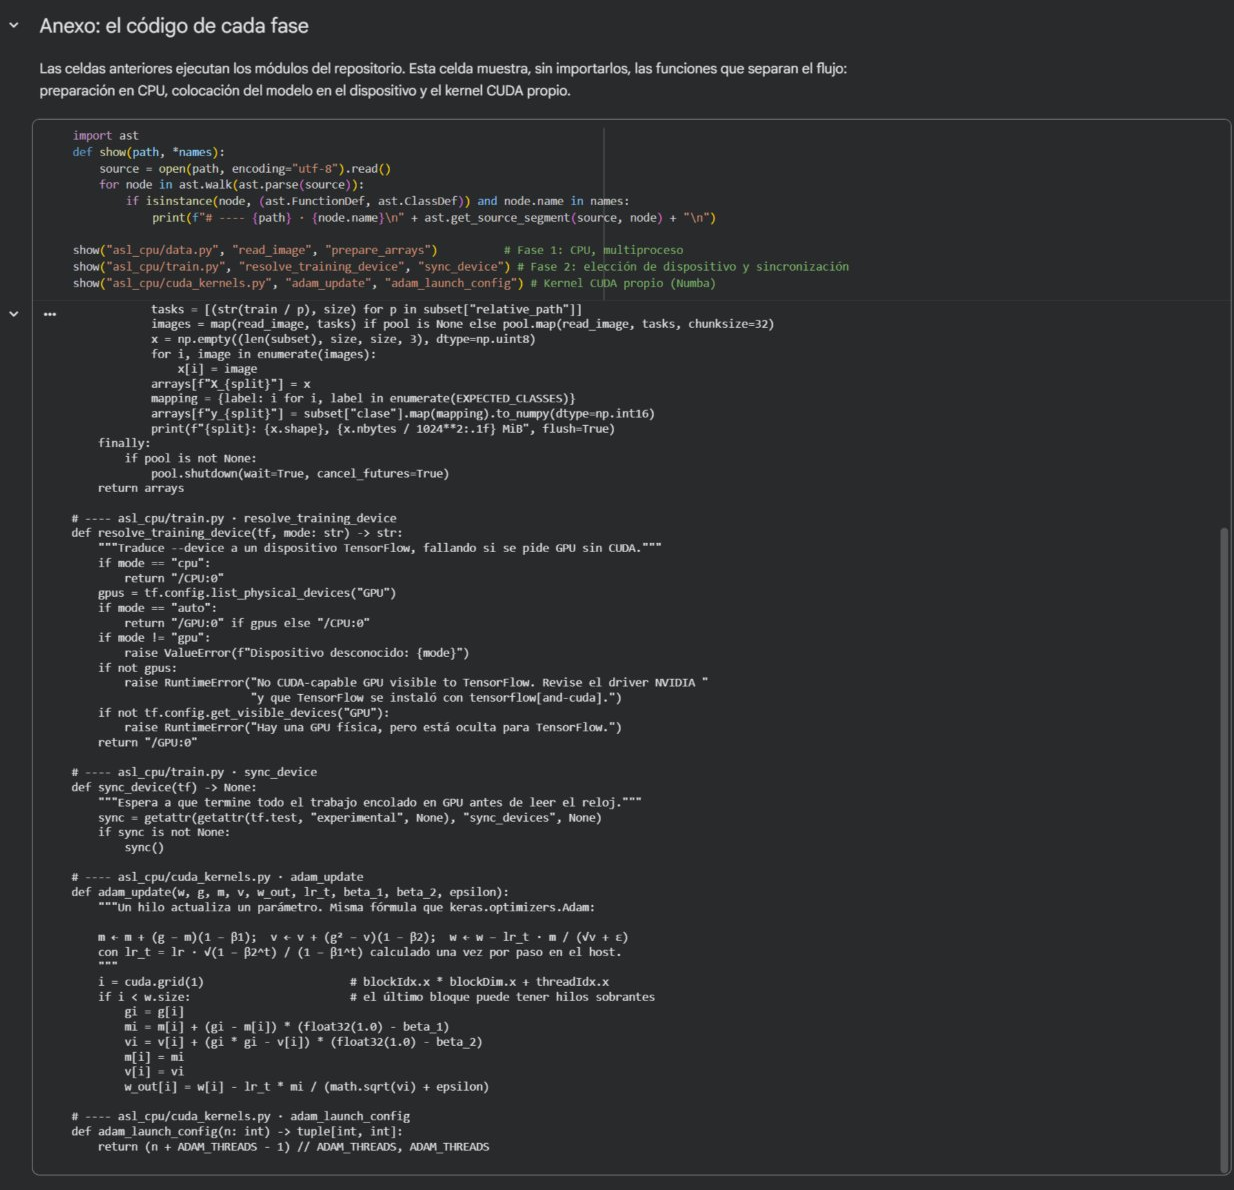 Anexo: el código de cada fase
Las celdas anteriores ejecutan los módulos del repositorio. Esta celda muestra, sin importarlos, las funciones que separan el flujo:
preparación en CPU, colocación del modelo en el dispositivo y el kernel CUDA propio.
import ast
def show(path, *names):
    source = open(path, encoding="utf-8").read()
    for node in ast.walk(ast.parse(source)):
        if isinstance(node, (ast.FunctionDef, ast.ClassDef)) and node.name in names:
            print(f"# ---- {path} · {node.name}\n" + ast.get_source_segment(source, node) + "\n")
show("asl_cpu/data.py", "read_image", "prepare_arrays")          # Fase 1: CPU, multiproceso
show("asl_cpu/train.py", "resolve_training_device", "sync_device") # Fase 2: elección de dispositivo y sincronización
show("asl_cpu/cuda_kernels.py", "adam_update", "adam_launch_config") # Kernel CUDA propio (Numba)
            tasks = [(str(train / p), size) for p in subset["relative_path"]]
            images = map(read_image, tasks) if pool is None else pool.map(read_image, tasks, chunksize=32)
            x = np.empty((len(subset), size, size, 3), dtype=np.uint8)
            for i, image in enumerate(images):
                x[i] = image
            arrays[f"X_{split}"] = x
            mapping = {label: i for i, label in enumerate(EXPECTED_CLASSES)}
            arrays[f"y_{split}"] = subset["clase"].map(mapping).to_numpy(dtype=np.int16)
            print(f"{split}: {x.shape}, {x.nbytes / 1024**2:.1f} MiB", flush=True)
    finally:
        if pool is not None:
            pool.shutdown(wait=True, cancel_futures=True)
    return arrays
# ---- asl_cpu/train.py · resolve_training_device
def resolve_training_device(tf, mode: str) -> str:
    """Traduce --device a un dispositivo TensorFlow, fallando si se pide GPU sin CUDA."""
    if mode == "cpu":
        return "/CPU:0"
    gpus = tf.config.list_physical_devices("GPU")
    if mode == "auto":
        return "/GPU:0" if gpus else "/CPU:0"
    if mode != "gpu":
        raise ValueError(f"Dispositivo desconocido: {mode}")
    if not gpus:
        raise RuntimeError("No CUDA-capable GPU visible to TensorFlow. Revise el driver NVIDIA "
                           "y que TensorFlow se instaló con tensorflow[and-cuda].")
    if not tf.config.get_visible_devices("GPU"):
        raise RuntimeError("Hay una GPU física, pero está oculta para TensorFlow.")
    return "/GPU:0"
# ---- asl_cpu/train.py · sync_device
def sync_device(tf) -> None:
    """Espera a que termine todo el trabajo encolado en GPU antes de leer el reloj."""
    sync = getattr(getattr(tf.test, "experimental", None), "sync_devices", None)
    if sync is not None:
        sync()
# ---- asl_cpu/cuda_kernels.py · adam_update
def adam_update(w, g, m, v, w_out, lr_t, beta_1, beta_2, epsilon):
    """Un hilo actualiza un parámetro. Misma fórmula que keras.optimizers.Adam:
    m ← m + (g − m)(1 − β1);  v ← v + (g² − v)(1 − β2);  w ← w − lr_t · m / (√v + ε)
    con lr_t = lr · √(1 − β2^t) / (1 − β1^t) calculado una vez por paso en el host.
    """
    i = cuda.grid(1)                      # blockIdx.x * blockDim.x + threadIdx.x
    if i < w.size:                        # el último bloque puede tener hilos sobrantes
        gi = g[i]
        mi = m[i] + (gi - m[i]) * (float32(1.0) - beta_1)
        vi = v[i] + (gi * gi - v[i]) * (float32(1.0) - beta_2)
        m[i] = mi
        v[i] = vi
        w_out[i] = w[i] - lr_t * mi / (math.sqrt(vi) + epsilon)
# ---- asl_cpu/cuda_kernels.py · adam_launch_config
def adam_launch_config(n: int) -> tuple[int, int]:
    return (n + ADAM_THREADS - 1) // ADAM_THREADS, ADAM_THREADS